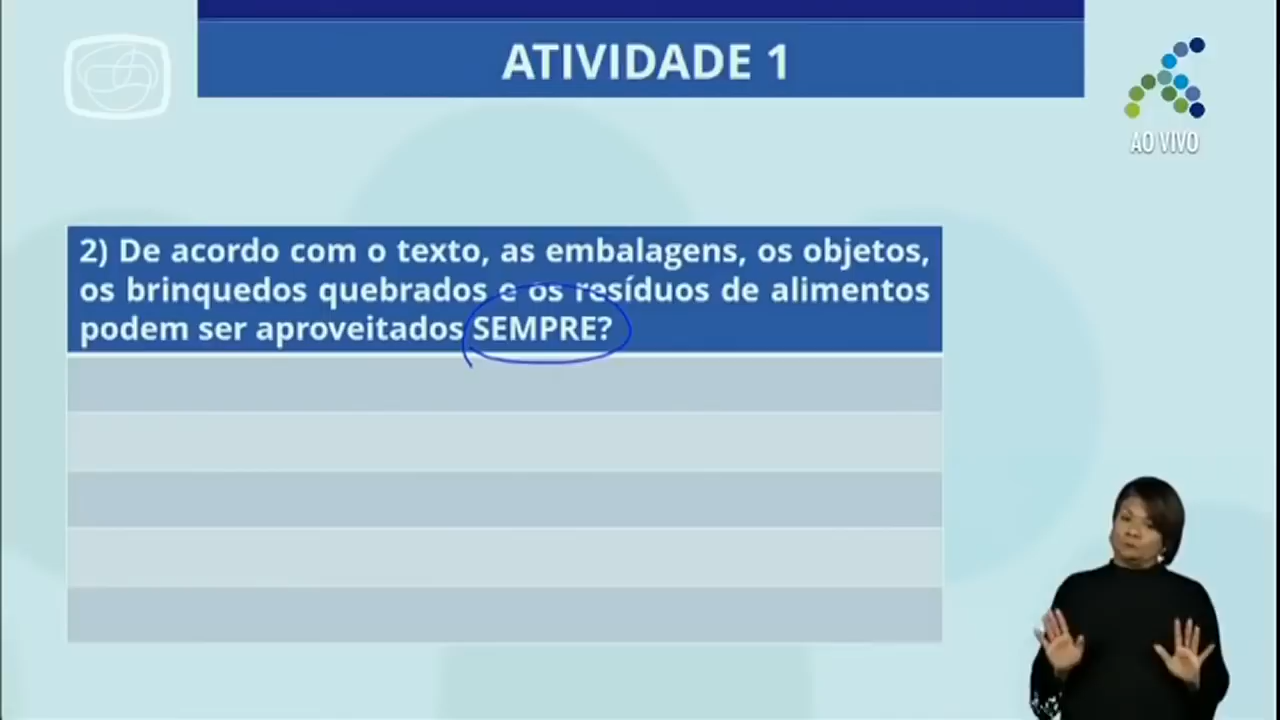 ATIVIDADE 1
AO VIVO
2) De acordo com o texto, as embalagens, os objetos,
os brinquedos quebrados e os resíduos de alimentos
podem ser aproveitados SEMPRE?